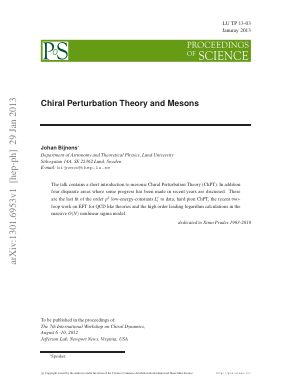 LU TP 13-03
January 2013
PoS
PROCEEDINGS
OF SCIENCE
Chiral Perturbation Theory and Mesons
Johan Bijnens*
Department of Astronomy and Theoretical Physics, Lund University
Sölvegatan 14A, SE 22362 Lund, Sweden
E-mail: bijnens@thep.lu.se
The talk contains a short introduction to mesonic Chiral Perturbation Theory (ChPT). In addition
four disparate areas where some progress has been made in recent years are discussed. There
are the last fit of the order p⁴ low-energy-constants Lᵢʳ to data, hard pion ChPT, the recent two-
loop work on EFT for QCD like theories and the high order leading logarithm calculations in the
massive O(N) nonlinear sigma model.
dedicated to Ximo Prades 1963-2010
arXiv:1301.6953v1 [hep-ph] 29 Jan 2013
To be published in the proceedings of:
The 7th International Workshop on Chiral Dynamics,
August 6 -10, 2012
Jefferson Lab, Newport News, Virginia, USA
*Speaker.